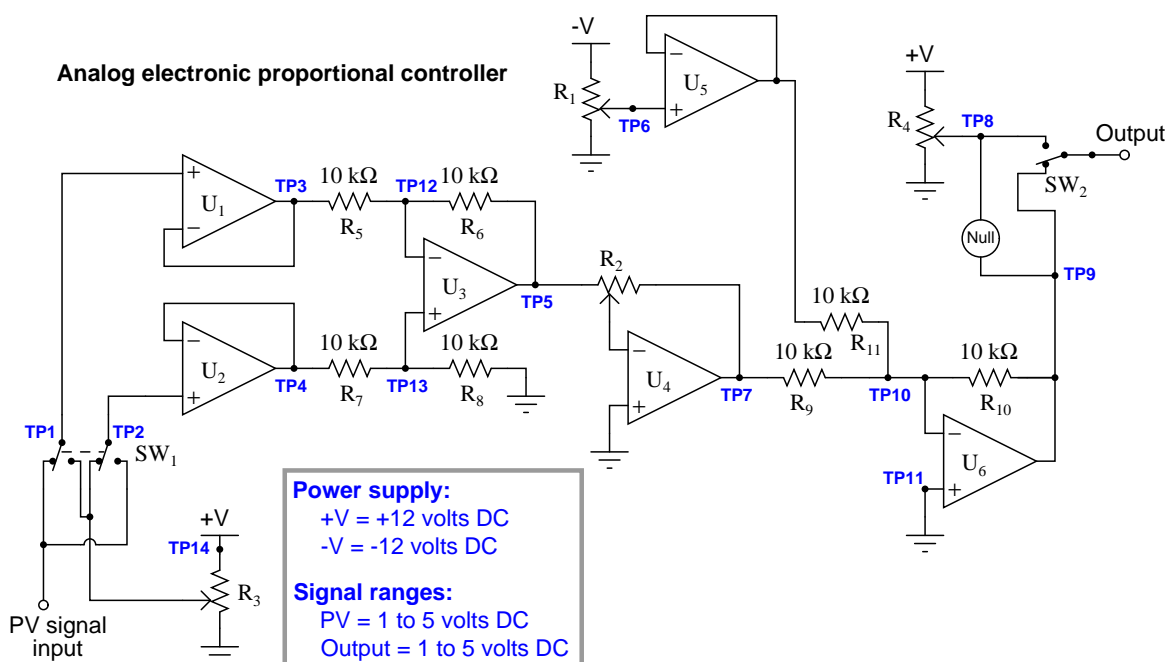 Analog electronic proportional controller
-V
R1
TP6
−
+
U5
+V
R4
TP8
Output
SW2
Null
TP9
+
−
U1
TP3
10 kΩ
R5
TP12
10 kΩ
R6
−
+
U3
TP5
R2
−
+
U2
TP4
10 kΩ
R7
TP13
10 kΩ
R8
−
+
U4
TP7
10 kΩ
R11
10 kΩ
R9
TP10
10 kΩ
R10
−
+
U6
TP11
TP1
TP2
SW1
+V
TP14
R3
PV signal
input
Power supply:
+V = +12 volts DC
-V = -12 volts DC
Signal ranges:
PV = 1 to 5 volts DC
Output = 1 to 5 volts DC